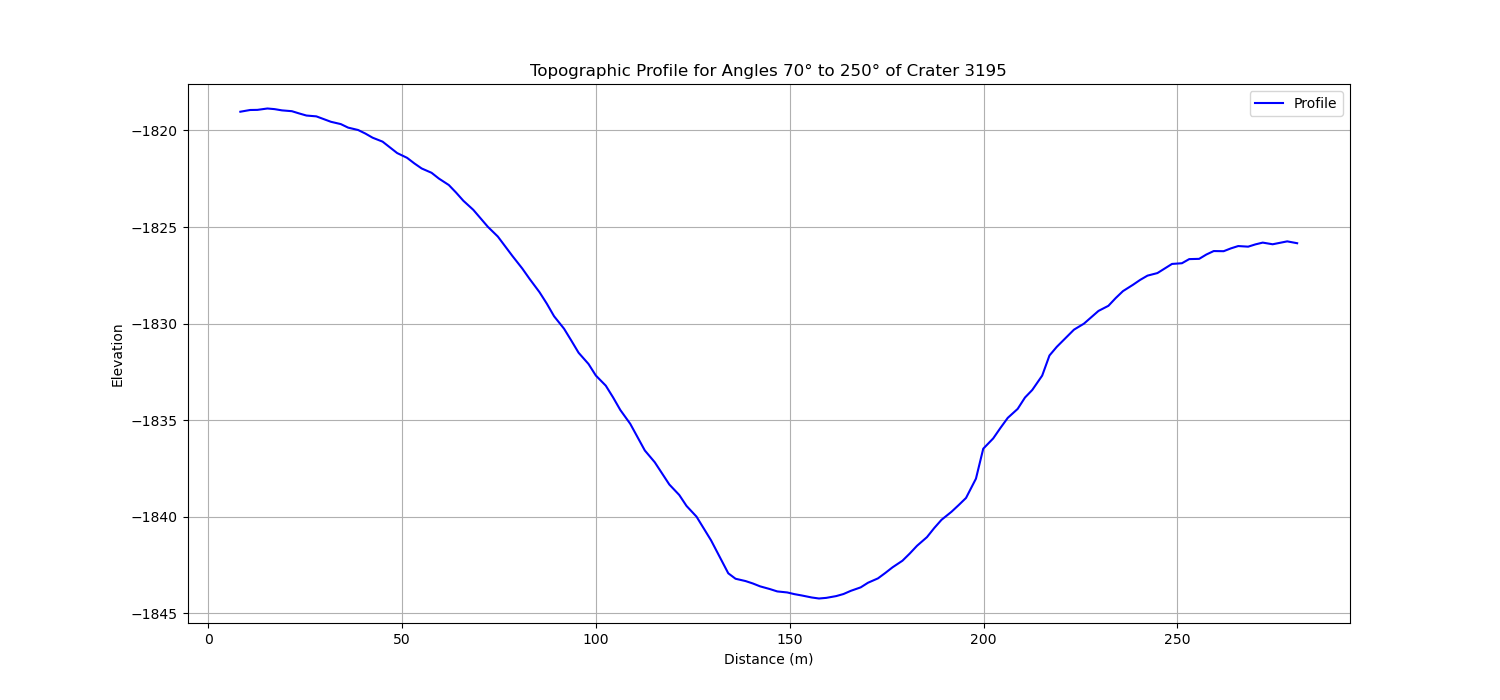 Topographic Profile for Angles 70° to 250° of Crater 3195
Profile
−1820
−1825
−1830
−1835
−1840
−1845
Elevation
0 50 100 150 200 250
Distance (m)